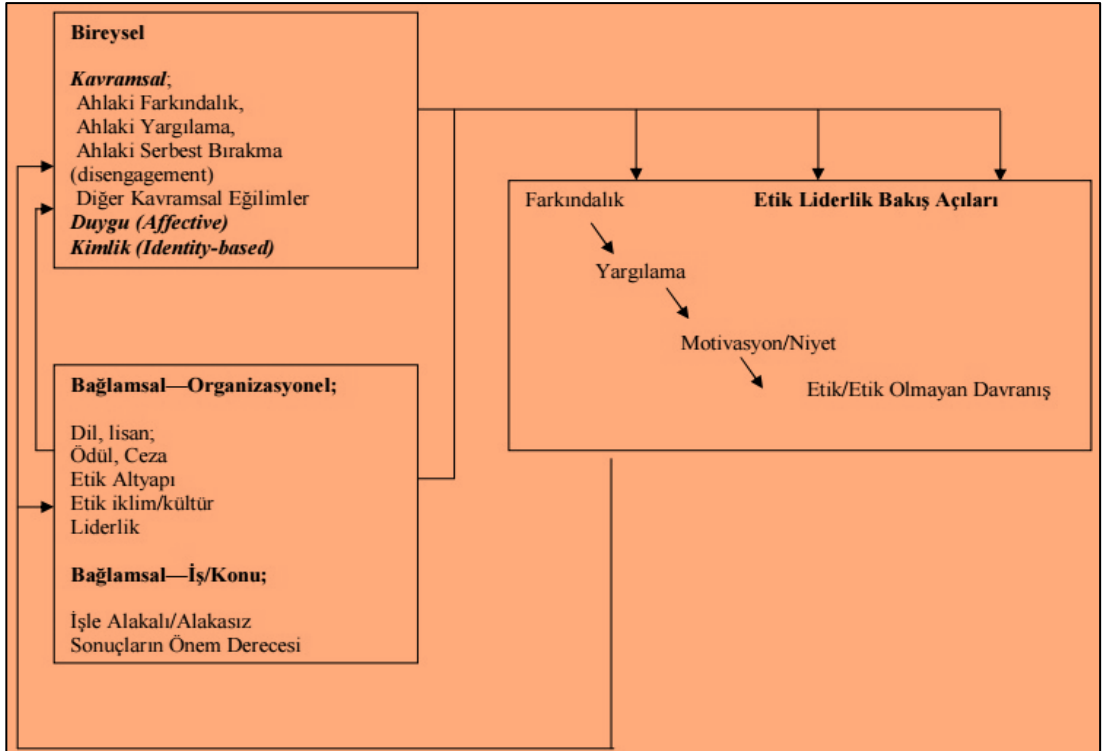 Bireysel
Kavramsal;
Ahlaki Farkındalık,
Ahlaki Yargılama,
Ahlaki Serbest Bırakma
(disengagement)
Diğer Kavramsal Eğilimler
Duygu (Affective)
Kimlik (Identity-based)
Bağlamsal—Organizasyonel;
Dil, lisan;
Ödül, Ceza
Etik Altyapı
Etik iklim/kültür
Liderlik
Bağlamsal—İş/Konu;
İşle Alakalı/Alakasız
Sonuçların Önem Derecesi
Farkındalık
Etik Liderlik Bakış Açıları
Yargılama
Motivasyon/Niyet
Etik/Etik Olmayan Davranış